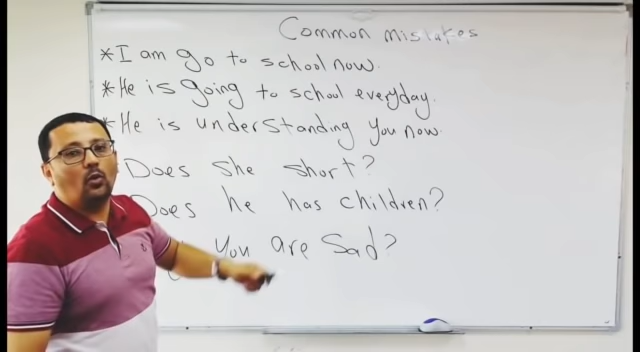 Common mistakes
*I am go to school now.
*He is going to school everyday.
*He is understanding you now.
Does she short?
Does he has children?
you are sad?